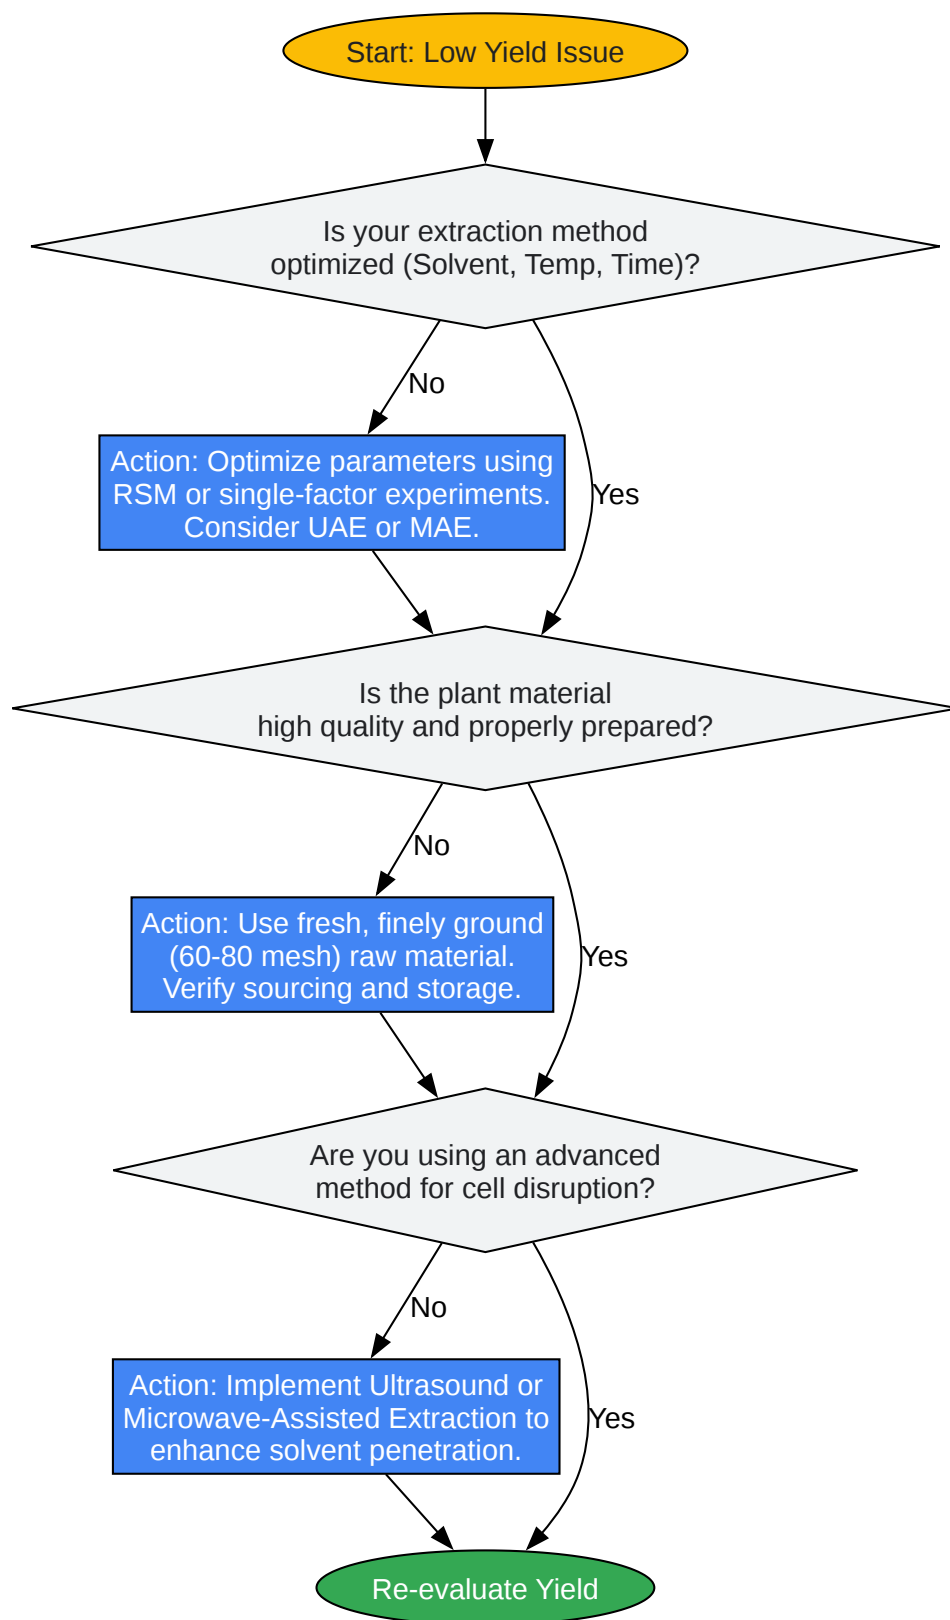 Start: Low Yield Issue
Is your extraction method
optimized (Solvent, Temp, Time)?
No
Action: Optimize parameters using
RSM or single-factor experiments.
Consider UAE or MAE.
Yes
Is the plant material
high quality and properly prepared?
No
Action: Use fresh, finely ground
(60-80 mesh) raw material.
Verify sourcing and storage.
Yes
Are you using an advanced
method for cell disruption?
No
Action: Implement Ultrasound or
Microwave-Assisted Extraction to
enhance solvent penetration.
Yes
Re-evaluate Yield